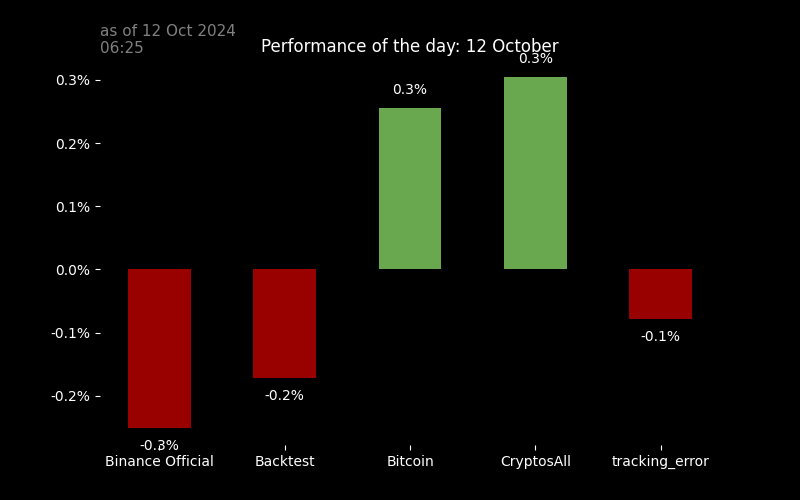 as of 12 Oct 2024
06:25
Performance of the day: 12 October
0.3%
0.2%
0.1%
0.0%
-0.1%
-0.2%
-0.3%
-0.2%
0.3%
0.3%
-0.1%
Binance Official
Backtest
Bitcoin
CryptosAll
tracking_error